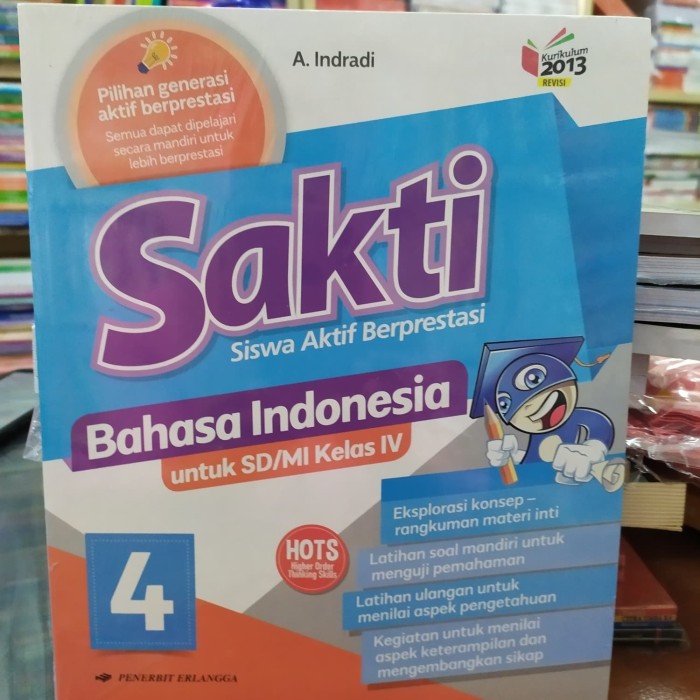 A. Indradi
Kurikulum
2013
REVISI
Pilihan generasi
aktif berprestasi
Semua dapat dipelajari
secara mandiri untuk
lebih berprestasi
Sakti
Siswa Aktif Berprestasi
Bahasa Indonesia
untuk SD/MI Kelas IV
4
HOTS
Higher Order
Thinking Skills
Eksplorasi konsep –
rangkuman materi inti
Latihan soal mandiri untuk
menguji pemahaman
Latihan ulangan untuk
menilai aspek pengetahuan
Kegiatan untuk menilai
aspek keterampilan dan
mengembangkan sikap
PENERBIT ERLANGGA